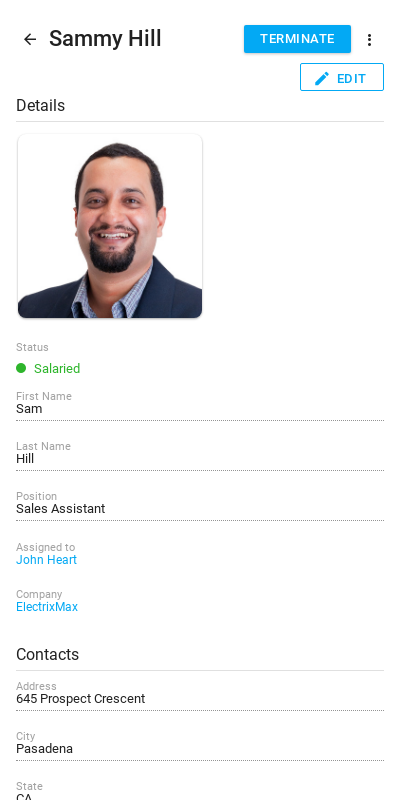 Sammy Hill
TERMINATE
EDIT
Details
Status
Salaried
First Name
Sam
Last Name
Hill
Position
Sales Assistant
Assigned to
John Heart
Company
ElectrixMax
Contacts
Address
645 Prospect Crescent
City
Pasadena
State
CA